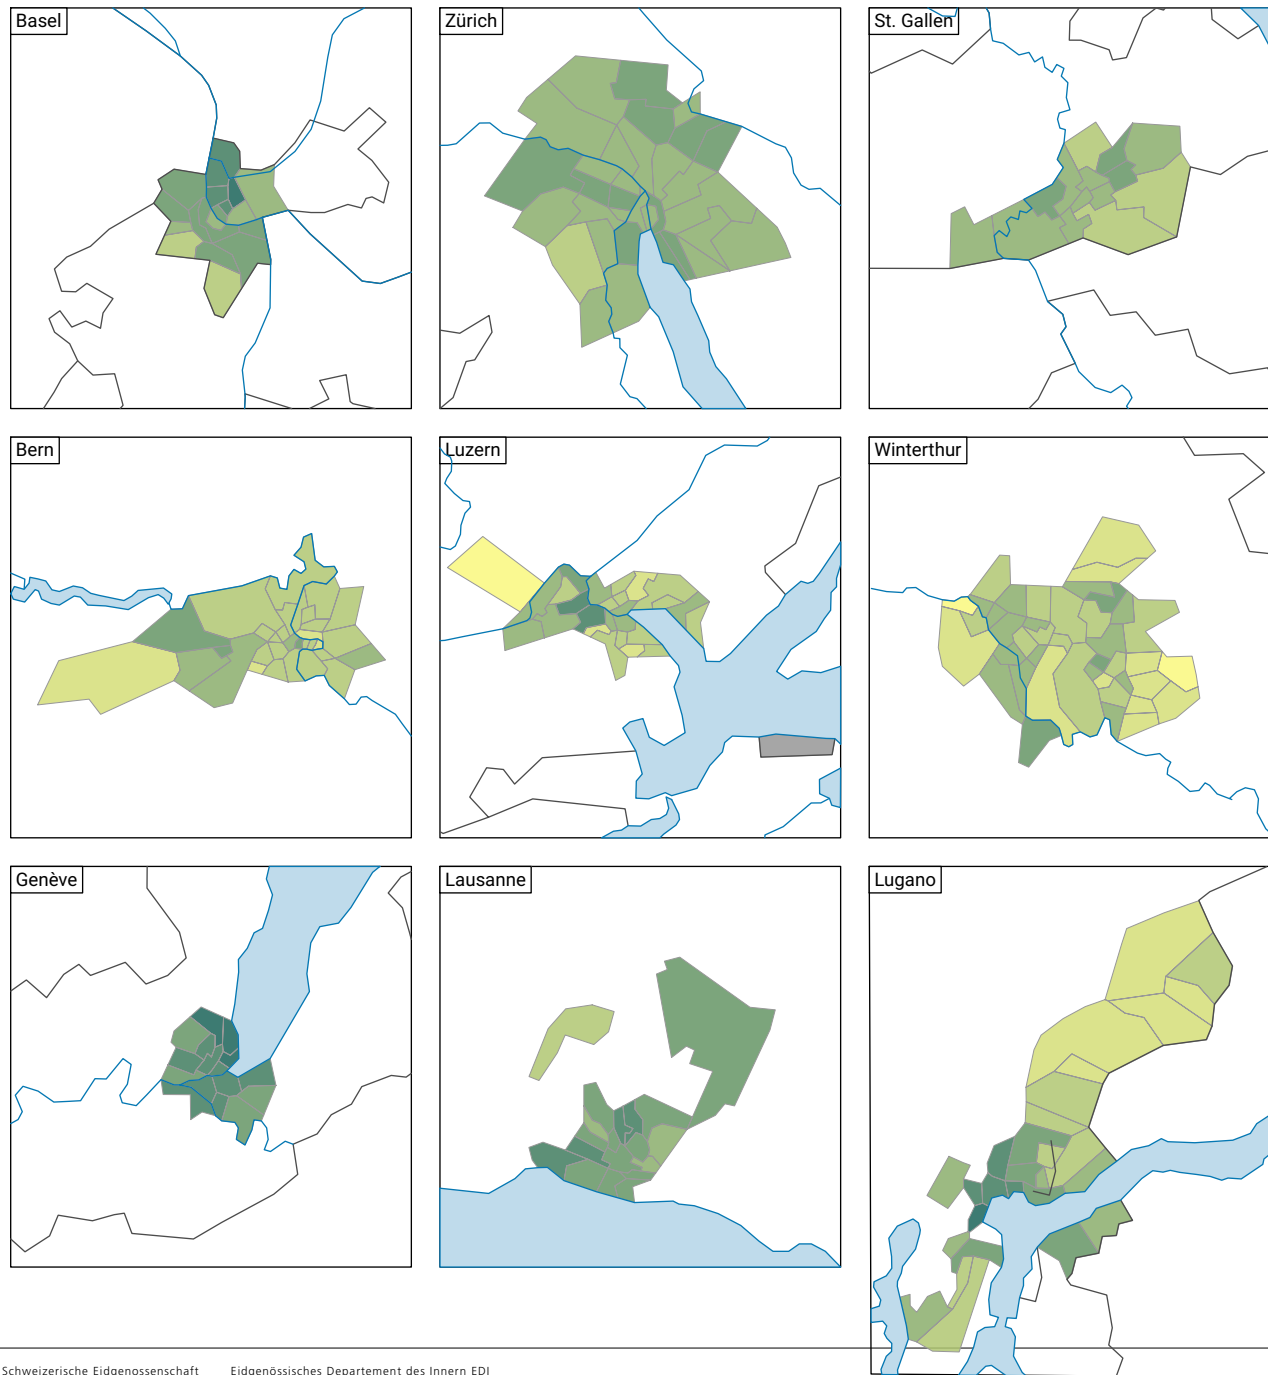 Basel
Zürich
St. Gallen
Bern
Luzern
Winterthur
Genève
Lausanne
Lugano
Schweizerische Eidgenossenschaft
Eidgenössisches Departement des Innern EDI